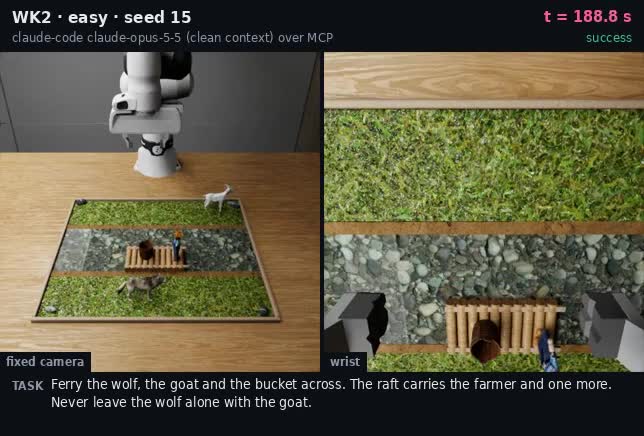 WK2 · easy · seed 15
t = 188.8 s
claude-code claude-opus-5-5 (clean context) over MCP
success
fixed camera
wrist
TASK Ferry the wolf, the goat and the bucket across. The raft carries the farmer and one more.
Never leave the wolf alone with the goat.